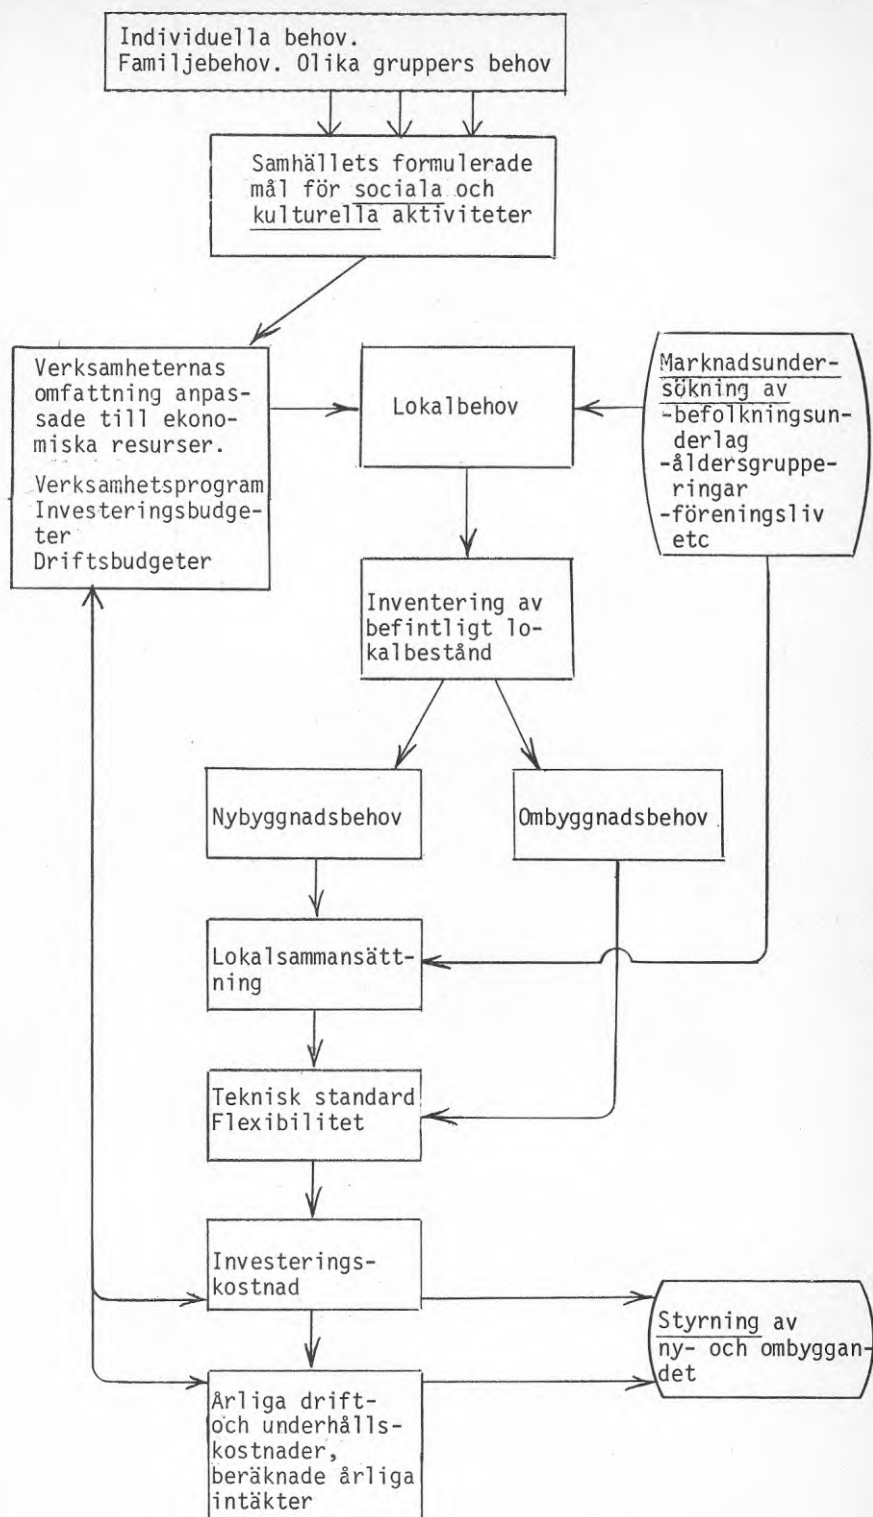 Individuella behov.
Familjebehov. Olika gruppers behov
Samhällets formulerade
mål för sociala och
kulturella aktiviteter
Verksamheternas
omfattning anpas-
sade till ekono-
miska resurser.
Verksamhetsprogram
Investeringsbudge-
ter
Driftsbudgeter
Lokalbehov
Marknadsunder-
sökning av
-befolkningsun-
derlag
-åldersgruppe-
ringar
-föreningsliv
etc
Inventering av
befintligt lo-
kalbestånd
Nybyggnadsbehov
Ombyggnadsbehov
Lokalsammansätt-
ning
Teknisk standard
Flexibilitet
Investerings-
kostnad
Styrning av
ny- och ombyggan-
det
Årliga drift-
och underhålls-
kostnader,
beräknade årliga
intäkter